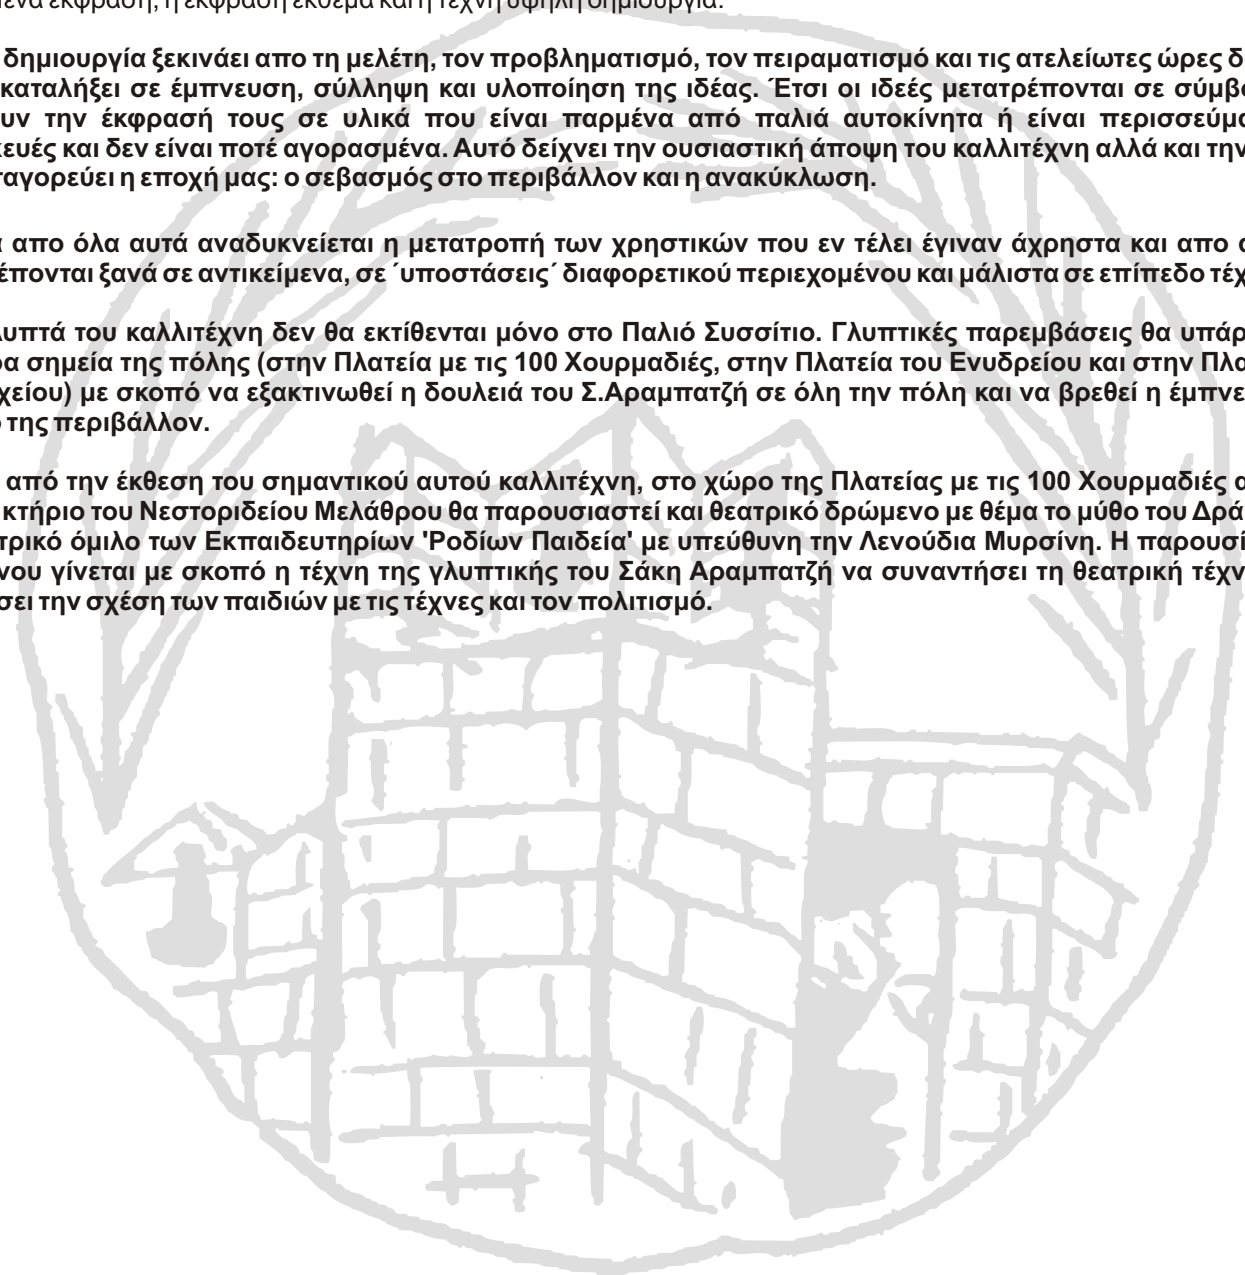 μένα έκφραση, η έκφραση έκθεμα και η τέχνη υψηλή δημιουργία.
δημιουργία ξεκινάει απο τη μελέτη, τον προβληματισμό, τον πειραματισμό και τις ατελείωτες ώρες δ
καταλήξει σε έμπνευση, σύλληψη και υλοποίηση της ιδέας. Έτσι οι ιδεές μετατρέπονται σε σύμβ
υν την έκφρασή τους σε υλικά που είναι παρμένα από παλιά αυτοκίνητα ή είναι περισσεύμα
κευές και δεν είναι ποτέ αγορασμένα. Αυτό δείχνει την ουσιαστική άποψη του καλλιτέχνη αλλά και την
ταγορεύει η εποχή μας: ο σεβασμός στο περιβάλλον και η ανακύκλωση.
απο όλα αυτά αναδυκνείεται η μετατροπή των χρηστικών που εν τέλει έγιναν άχρηστα και απο
έπονται ξανά σε αντικείμενα, σε ΄υποστάσεις΄ διαφορετικού περιεχομένου και μάλιστα σε επίπεδο τέχ
λυπτά του καλλιτέχνη δεν θα εκτίθενται μόνο στο Παλιό Συσσίτιο. Γλυπτικές παρεμβάσεις θα υπάρ
ρα σημεία της πόλης (στην Πλατεία με τις 100 Χουρμαδιές, στην Πλατεία του Ενυδρείου και στην Πλα
χείου) με σκοπό να εξακτινωθεί η δουλειά του Σ.Αραμπατζή σε όλη την πόλη και να βρεθεί η έμπνε
της περιβάλλον.
από την έκθεση του σημαντικού αυτού καλλιτέχνη, στο χώρο της Πλατείας με τις 100 Χουρμαδιές α
κτήριο του Νεστοριδείου Μελάθρου θα παρουσιαστεί και θεατρικό δρώμενο με θέμα το μύθο του Δρά
τρικό όμιλο των Εκπαιδευτηρίων 'Ροδίων Παιδεία' με υπεύθυνη την Λενούδια Μυρσίνη. Η παρουσί
νου γίνεται με σκοπό η τέχνη της γλυπτικής του Σάκη Αραμπατζή να συναντήσει τη θεατρική τέχν
σει την σχέση των παιδιών με τις τέχνες και τον πολιτισμό.